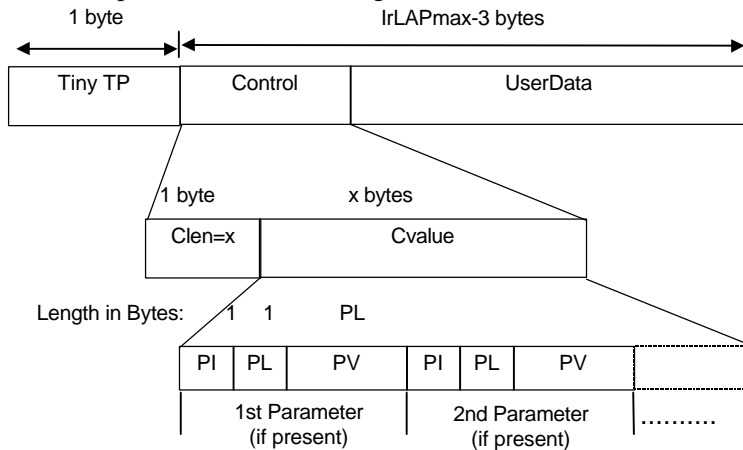 1 byte IrLAPmax-3 bytes
Tiny TP Control UserData
1 byte x bytes
Clen=x Cvalue
Length in Bytes: 1 1 PL
PI PL PV PI PL PV
1st Parameter 2nd Parameter ..........
(if present) (if present)